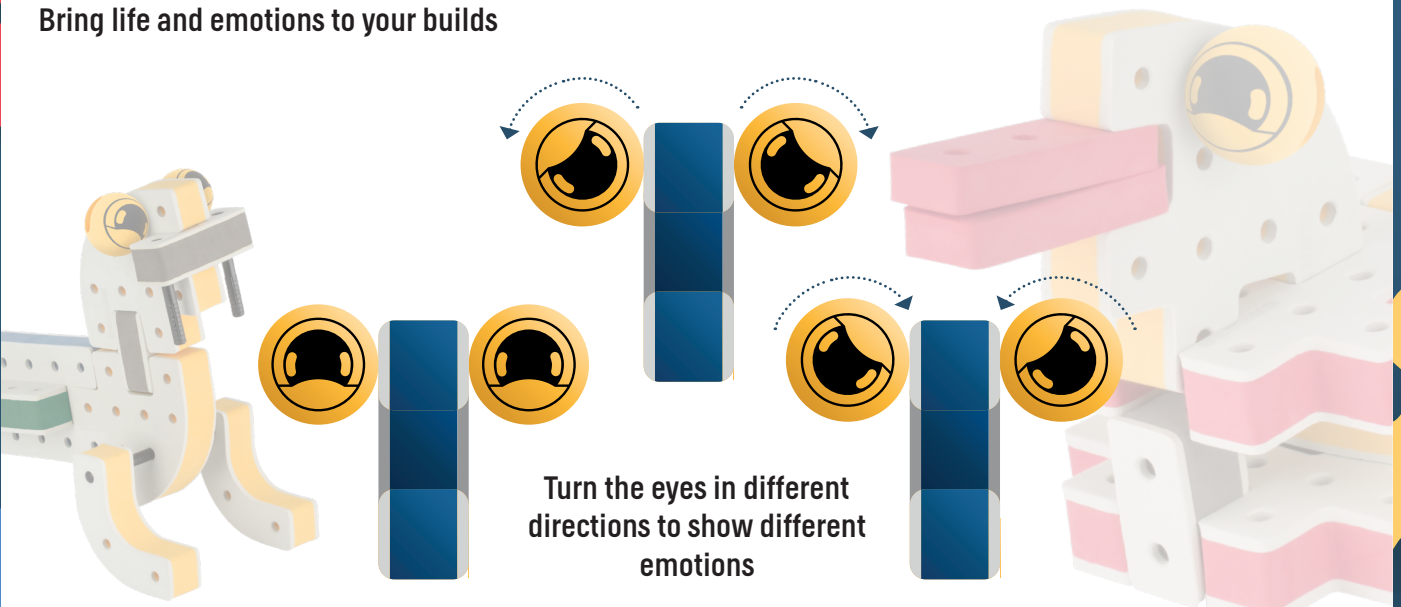 Bring life and emotions to your builds
Turn the eyes in different
directions to show different
emotions